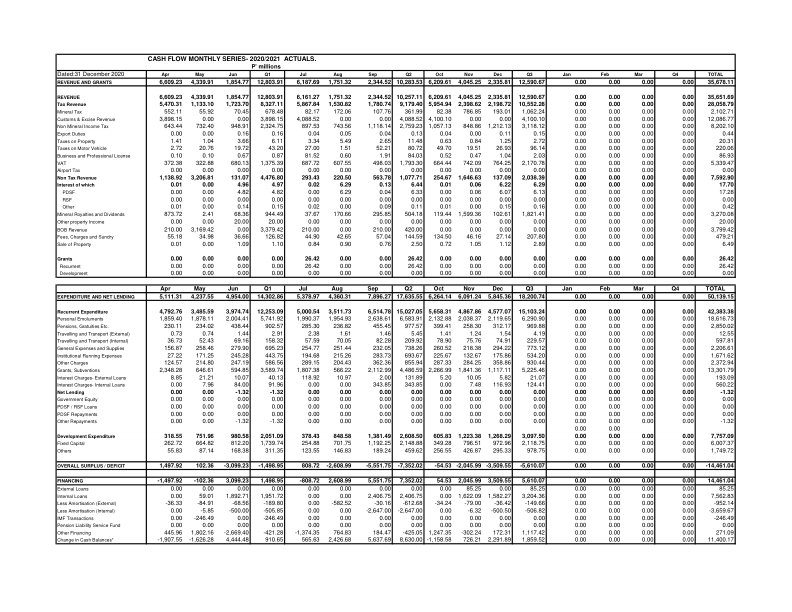 CASH FLOW MONTHLY SERIES- 2020/2021 ACTUALS.
P' millions
Dated:31 December 2020 Apr May Jun Q1 Jul Aug Sep Q2 Oct Nov Dec Q3 Jan Feb Mar Q4 TOTAL
REVENUE AND GRANTS 6,609.23 4,339.91 1,854.77 12,803.91 6,187.69 1,751.32 2,344.52 10,283.53 6,209.61 4,045.25 2,335.81 12,590.67 0.00 0.00 0.00 0.00 35,678.11
REVENUE 6,609.23 4,339.91 1,854.77 12,803.91 6,161.27 1,751.32 2,344.52 10,257.11 6,209.61 4,045.25 2,335.81 12,590.67 0.00 0.00 0.00 0.00 35,651.69
Tax Revenue 5,470.31 1,133.10 1,723.70 8,327.11 5,867.84 1,530.82 1,780.74 9,179.40 5,954.94 2,398.62 2,198.72 10,552.28 0.00 0.00 0.00 0.00 28,058.79
Mineral Tax 552.11 55.92 70.45 678.48 82.17 172.06 107.76 361.99 82.38 786.85 193.01 1,062.24 0.00 0.00 0.00 0.00 2,102.71
Customs & Excise Revenue 3,898.15 0.00 0.00 3,898.15 4,088.52 0.00 0.00 4,088.52 4,100.10 0.00 0.00 4,100.10 0.00 0.00 0.00 0.00 12,086.77
Non Mineral Income Tax 643.44 732.40 948.91 2,324.75 897.53 743.56 1,118.14 2,759.23 1,057.13 848.86 1,212.13 3,118.12 0.00 0.00 0.00 0.00 8,202.10
Export Duties 0.00 0.00 0.16 0.16 0.04 0.05 0.04 0.13 0.04 0.00 0.11 0.15 0.00 0.00 0.00 0.00 0.44
Taxes on Property 1.41 1.04 3.66 6.11 3.34 5.49 2.65 11.48 0.63 0.84 1.25 2.72 0.00 0.00 0.00 0.00 20.31
Taxes on Motor Vehicle 2.72 20.76 19.72 43.20 27.00 1.51 52.21 80.72 49.70 19.51 26.93 96.14 0.00 0.00 0.00 0.00 220.06
Business and Professional License 0.10 0.10 0.67 0.87 81.52 0.60 1.91 84.03 0.52 0.47 1.04 2.03 0.00 0.00 0.00 0.00 86.93
VAT 372.38 322.88 680.13 1,375.39 687.72 607.55 498.03 1,793.30 664.44 742.09 764.25 2,170.78 0.00 0.00 0.00 0.00 5,339.47
Airport Tax 0.00 0.00 0.00 0.00 0.00 0.00 0.00 0.00 0.00 0.00 0.00 0.00 0.00 0.00 0.00 0.00 0.00
Non Tax Revenue 1,138.92 3,206.81 131.07 4,476.80 293.43 220.50 563.78 1,077.71 254.67 1,646.63 137.09 2,038.39 0.00 0.00 0.00 0.00 7,592.90
Interest of which 0.01 0.00 4.96 4.97 0.02 6.29 0.13 6.44 0.01 0.06 6.22 6.29 0.00 0.00 0.00 0.00 17.70
PDSF 0.00 0.00 4.82 4.82 0.00 6.29 0.04 6.33 0.00 0.06 6.07 6.13 0.00 0.00 0.00 0.00 17.28
RSF 0.00 0.00 0.00 0.00 0.00 0.00 0.00 0.00 0.00 0.00 0.00 0.00 0.00 0.00 0.00 0.00 0.00
Other 0.01 0.00 0.14 0.15 0.02 0.00 0.09 0.11 0.01 0.00 0.15 0.16 0.00 0.00 0.00 0.00 0.42
Mineral Royalties and Dividends 873.72 2.41 68.36 944.49 37.67 170.66 295.85 504.18 119.44 1,599.36 102.61 1,821.41 0.00 0.00 0.00 0.00 3,270.08
Other property Income 0.00 0.00 20.00 20.00 0.00 0.00 0.00 0.00 0.00 0.00 0.00 0.00 0.00 0.00 0.00 0.00 20.00
BOB Revenue 210.00 3,169.42 0.00 3,379.42 210.00 0.00 210.00 420.00 0.00 0.00 0.00 0.00 0.00 0.00 0.00 0.00 3,799.42
Fees, Charges and Sundry 55.18 34.98 36.66 126.82 44.90 42.65 57.04 144.59 134.50 46.16 27.14 207.80 0.00 0.00 0.00 0.00 479.21
Sale of Property 0.01 0.00 1.09 1.10 0.84 0.90 0.76 2.50 0.72 1.05 1.12 2.89 0.00 0.00 0.00 0.00 6.49
Grants 0.00 0.00 0.00 0.00 26.42 0.00 0.00 26.42 0.00 0.00 0.00 0.00 0.00 0.00 0.00 0.00 26.42
Recurrent 0.00 0.00 0.00 0.00 26.42 0.00 0.00 26.42 0.00 0.00 0.00 0.00 0.00 0.00 0.00 0.00 26.42
Development 0.00 0.00 0.00 0.00 0.00 0.00 0.00 0.00 0.00 0.00 0.00 0.00 0.00 0.00 0.00 0.00 0.00
Apr May Jun Q1 Jul Aug Sep Q2 Oct Nov Dec Q3 Jan Feb Mar Q4 TOTAL
EXPENDITURE AND NET LENDING 5,111.31 4,237.55 4,954.00 14,302.86 5,378.97 4,360.31 7,896.27 17,635.55 6,264.14 6,091.24 5,845.36 18,200.74 0.00 0.00 0.00 0.00 50,139.15
Recurrent Expenditure 4,792.76 3,485.59 3,974.74 12,253.09 5,000.54 3,511.73 6,514.78 15,027.05 5,658.31 4,867.86 4,577.07 15,103.24 0.00 0.00 0.00 0.00 42,383.38
Personal Emoluments 1,859.40 1,878.11 2,004.41 5,741.92 1,990.37 1,954.93 2,638.61 6,583.91 2,132.88 2,038.37 2,119.65 6,290.90 0.00 0.00 0.00 0.00 18,616.73
Pensions, Gratuities Etc. 230.11 234.02 438.44 902.57 285.30 236.82 455.45 977.57 399.41 258.30 312.17 969.88 0.00 0.00 0.00 0.00 2,850.02
Travelling and Transport (External) 0.73 0.74 1.44 2.91 2.38 1.61 1.46 5.45 1.41 1.24 1.54 4.19 0.00 0.00 0.00 0.00 12.55
Travelling and Transport (Internal) 36.73 52.43 69.16 158.32 57.59 70.05 82.28 209.92 78.90 75.76 74.91 229.57 0.00 0.00 0.00 0.00 597.81
General Expenses and Supplies 156.87 258.46 279.90 695.23 254.77 251.44 232.05 738.26 260.52 218.38 294.22 773.12 0.00 0.00 0.00 0.00 2,206.61
Institutional Running Expenses 27.22 171.25 245.28 443.75 194.68 215.26 283.73 693.67 225.67 132.67 175.86 534.20 0.00 0.00 0.00 0.00 1,671.62
Other Charges 124.57 214.80 247.19 586.56 289.15 204.43 362.36 855.94 287.33 284.25 358.86 930.44 0.00 0.00 0.00 0.00 2,372.94
Grants, Subventions 2,348.28 646.61 594.85 3,589.74 1,807.38 566.22 2,112.99 4,486.59 2,266.99 1,841.36 1,117.11 5,225.46 0.00 0.00 0.00 0.00 13,301.79
Interest Charges- External Loans 8.85 21.21 10.07 40.13 118.92 10.97 2.00 131.89 5.20 10.05 5.82 21.07 0.00 0.00 0.00 0.00 193.09
Interest Charges- Internal Loans 0.00 7.96 84.00 91.96 0.00 0.00 343.85 343.85 0.00 7.48 116.93 124.41 0.00 0.00 0.00 0.00 560.22
Net Lending 0.00 0.00 -1.32 -1.32 0.00 0.00 0.00 0.00 0.00 0.00 0.00 0.00 0.00 0.00 0.00 0.00 -1.32
Government Equity 0.00 0.00 0.00 0.00 0.00 0.00 0.00 0.00 0.00 0.00 0.00 0.00 0.00 0.00 0.00 0.00 0.00
PDSF / RSF Loans 0.00 0.00 0.00 0.00 0.00 0.00 0.00 0.00 0.00 0.00 0.00 0.00 0.00 0.00 0.00 0.00 0.00
PDSF Repayments 0.00 0.00 0.00 0.00 0.00 0.00 0.00 0.00 0.00 0.00 0.00 0.00 0.00 0.00 0.00 0.00 0.00
Other Repayments 0.00 0.00 -1.32 -1.32 0.00 0.00 0.00 0.00 0.00 0.00 0.00 0.00 0.00 0.00 0.00 0.00 -1.32
0.00 0.00
Development Expenditure 318.55 751.96 980.58 2,051.09 378.43 848.58 1,381.49 2,608.50 605.83 1,223.38 1,268.29 3,097.50 0.00 0.00 0.00 0.00 7,757.09
Fixed Capital 262.72 664.82 812.20 1,739.74 254.88 701.75 1,192.25 2,148.88 349.28 796.51 972.96 2,118.75 0.00 0.00 0.00 0.00 6,007.37
Others 55.83 87.14 168.38 311.35 123.55 146.83 189.24 459.62 256.55 426.87 295.33 978.75 0.00 0.00 0.00 0.00 1,749.72
OVERALL SURPLUS / DEFICIT 1,497.92 102.36 -3,099.23 -1,498.95 808.72 -2,608.99 -5,551.75 -7,352.02 -54.53 -2,045.99 -3,509.55 -5,610.07 0.00 0.00 0.00 0.00 -14,461.04
FINANCING -1,497.92 -102.36 3,099.23 1,498.95 -808.72 2,608.99 5,551.75 7,352.02 54.53 2,045.99 3,509.55 5,610.07 0.00 0.00 0.00 0.00 14,461.04
External Loans 0.00 0.00 0.00 0.00 0.00 0.00 0.00 0.00 0.00 85.25 0.00 85.25 0.00 0.00 0.00 0.00 85.25
Internal Loans 0.00 59.01 1,892.71 1,951.72 0.00 0.00 2,406.75 2,406.75 0.00 1,622.09 1,582.27 3,204.36 0.00 0.00 0.00 0.00 7,562.83
Less Amortisation (External) -36.33 -84.91 -68.56 -189.80 0.00 -582.52 -30.16 -612.68 -34.24 -79.00 -36.42 -149.66 0.00 0.00 0.00 0.00 -952.14
Less Amortisation (Internal) 0.00 -5.85 -500.00 -505.85 0.00 0.00 -2,647.00 -2,647.00 0.00 -6.32 -500.50 -506.82 0.00 0.00 0.00 0.00 -3,659.67
IMF Transactions 0.00 -246.49 0.00 -246.49 0.00 0.00 0.00 0.00 0.00 0.00 0.00 0.00 0.00 0.00 0.00 0.00 -246.49
Pension Liability Service Fund 0.00 0.00 0.00 0.00 0.00 0.00 0.00 0.00 0.00 0.00 0.00 0.00 0.00 0.00 0.00 0.00 0.00
Other Financing 445.96 1,802.16 -2,669.40 -421.28 -1,374.35 764.83 184.47 -425.05 1,247.35 -302.24 172.31 1,117.42 0.00 0.00 0.00 0.00 271.09
Change in Cash Balances* -1,907.55 -1,626.28 4,444.48 910.65 565.63 2,426.68 5,637.69 8,630.00 -1,158.58 726.21 2,291.89 1,859.52 0.00 0.00 0.00 0.00 11,400.17